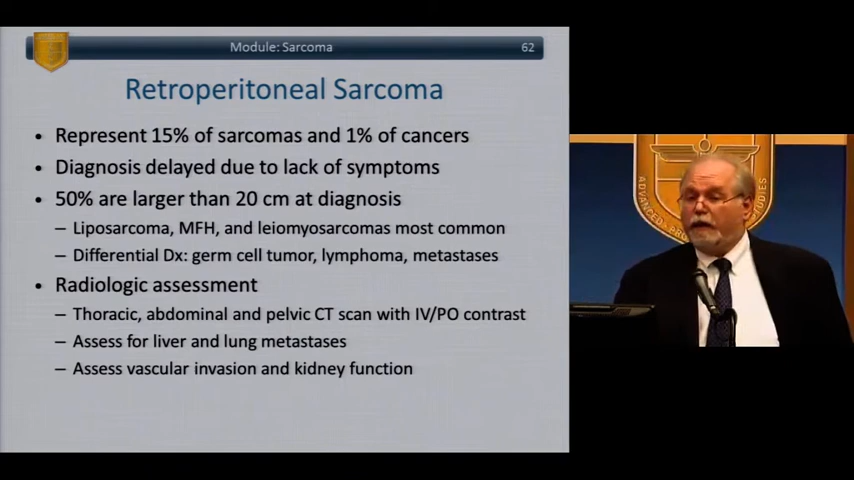 Module: Sarcoma 62
Retroperitoneal Sarcoma
• Represent 15% of sarcomas and 1% of cancers
• Diagnosis delayed due to lack of symptoms
• 50% are larger than 20 cm at diagnosis
– Liposarcoma, MFH, and leiomyosarcomas most common
– Differential Dx: germ cell tumor, lymphoma, metastases
• Radiologic assessment
– Thoracic, abdominal and pelvic CT scan with IV/PO contrast
– Assess for liver and lung metastases
– Assess vascular invasion and kidney function
ADVANCED